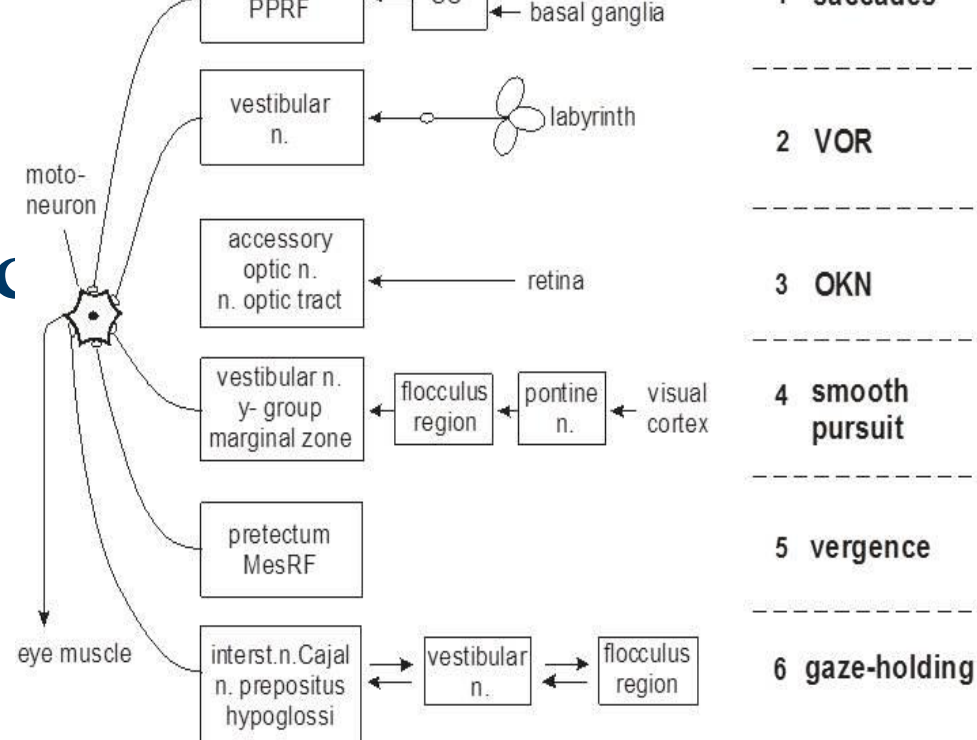 PPRF
basal ganglia
vestibular
n.
labyrinth
2 VOR
moto-
neuron
accessory
optic n.
n. optic tract
retina
3 OKN
vestibular n.
y- group
marginal zone
flocculus
region
pontine
n.
visual
cortex
4 smooth
pursuit
pretectum
MesRF
5 vergence
eye muscle
interst.n.Cajal
n. prepositus
hypoglossi
vestibular
n.
flocculus
region
6 gaze-holding